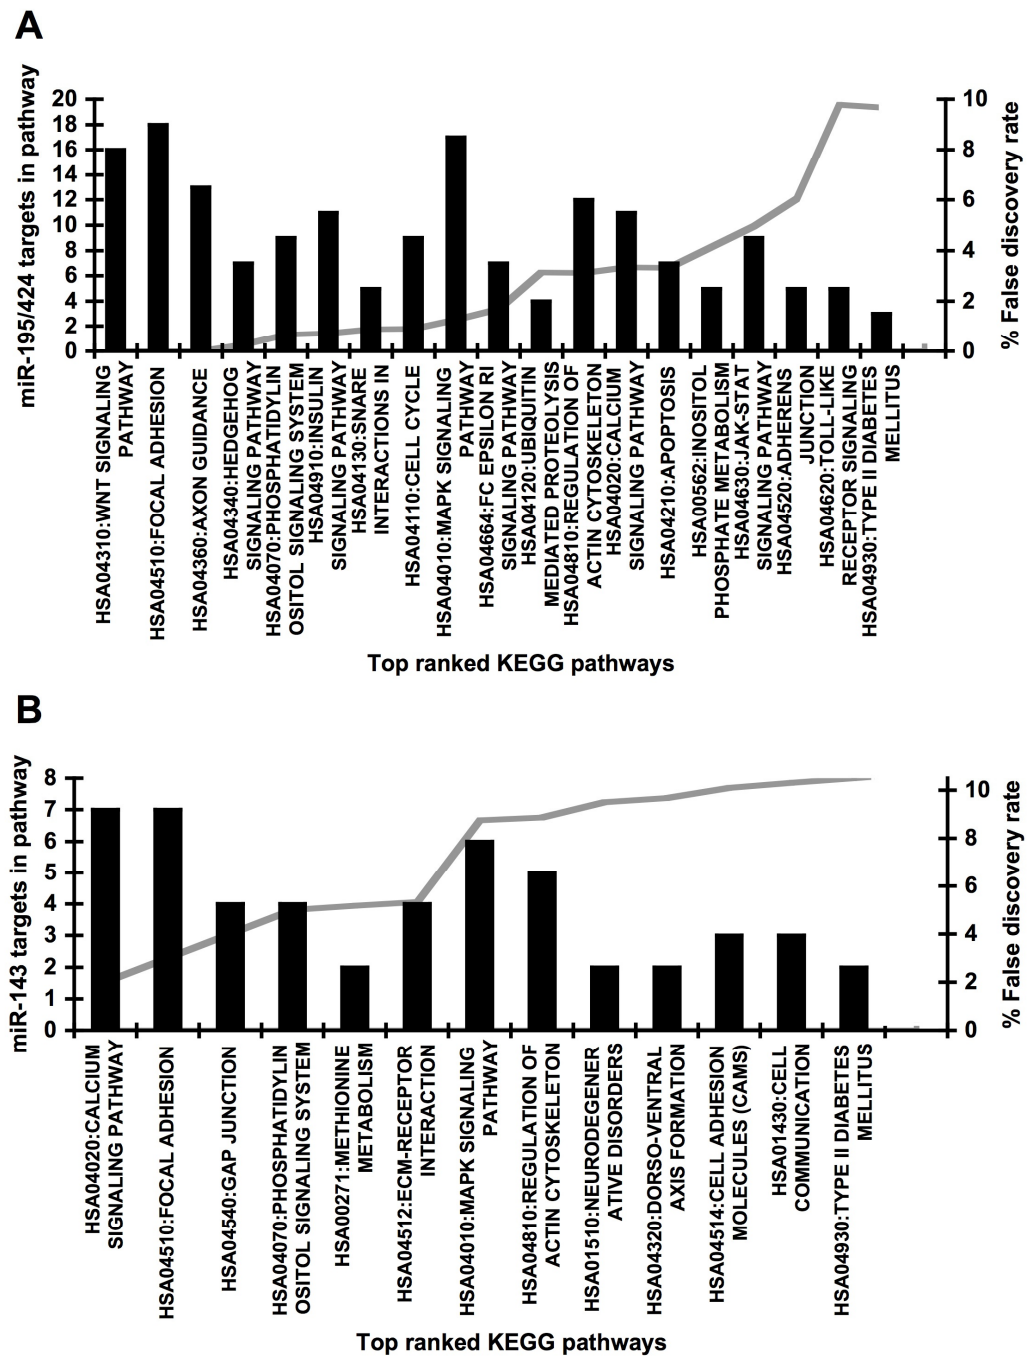 A
miR-195/424 targets in pathway
20
18
16
14
12
10
8
6
4
2
0
10
8
6
4
2
0
% False discovery rate
HSA04310:WNT SIGNALING
PATHWAY
HSA04510:FOCAL ADHESION
HSA04360:AXON GUIDANCE
HSA04340:HEDGEHOG
SIGNALING PATHWAY
HSA04070:PHOSPHATIDYLIN
OSITOL SIGNALING SYSTEM
HSA04910:INSULIN
SIGNALING PATHWAY
HSA04130:SNARE
INTERACTIONS IN
HSA04110:CELL CYCLE
HSA04010:MAPK SIGNALING
PATHWAY
HSA04664:FC EPSILON RI
SIGNALING PATHWAY
HSA04120:UBIQUITIN
MEDIATED PROTEOLYSIS
HSA04810:REGULATION OF
ACTIN CYTOSKELETON
HSA04020:CALCIUM
SIGNALING PATHWAY
HSA04210:APOPTOSIS
HSA00562:INOSITOL
PHOSPHATE METABOLISM
HSA04630:JAK-STAT
SIGNALING PATHWAY
HSA04520:ADHERENS
JUNCTION
HSA04620:TOLL-LIKE
RECEPTOR SIGNALING
HSA04930:TYPE II DIABETES
MELLITUS
Top ranked KEGG pathways
B
miR-143 targets in pathway
8
7
6
5
4
3
2
1
0
10
8
6
4
2
0
% False discovery rate
HSA04020:CALCIUM
SIGNALING PATHWAY
HSA04510:FOCAL ADHESION
HSA04540:GAP JUNCTION
HSA04070:PHOSPHATIDYLIN
OSITOL SIGNALING SYSTEM
HSA00271:METHIONINE
METABOLISM
HSA04512:ECM-RECEPTOR
INTERACTION
HSA04010:MAPK SIGNALING
PATHWAY
HSA04810:REGULATION OF
ACTIN CYTOSKELETON
HSA01510:NEURODEGENER
ATIVE DISORDERS
HSA04320:DORSO-VENTRAL
AXIS FORMATION
HSA04514:CELL ADHESION
MOLECULES (CAMS)
HSA01430:CELL
COMMUNICATION
HSA04930:TYPE II DIABETES
MELLITUS
Top ranked KEGG pathways